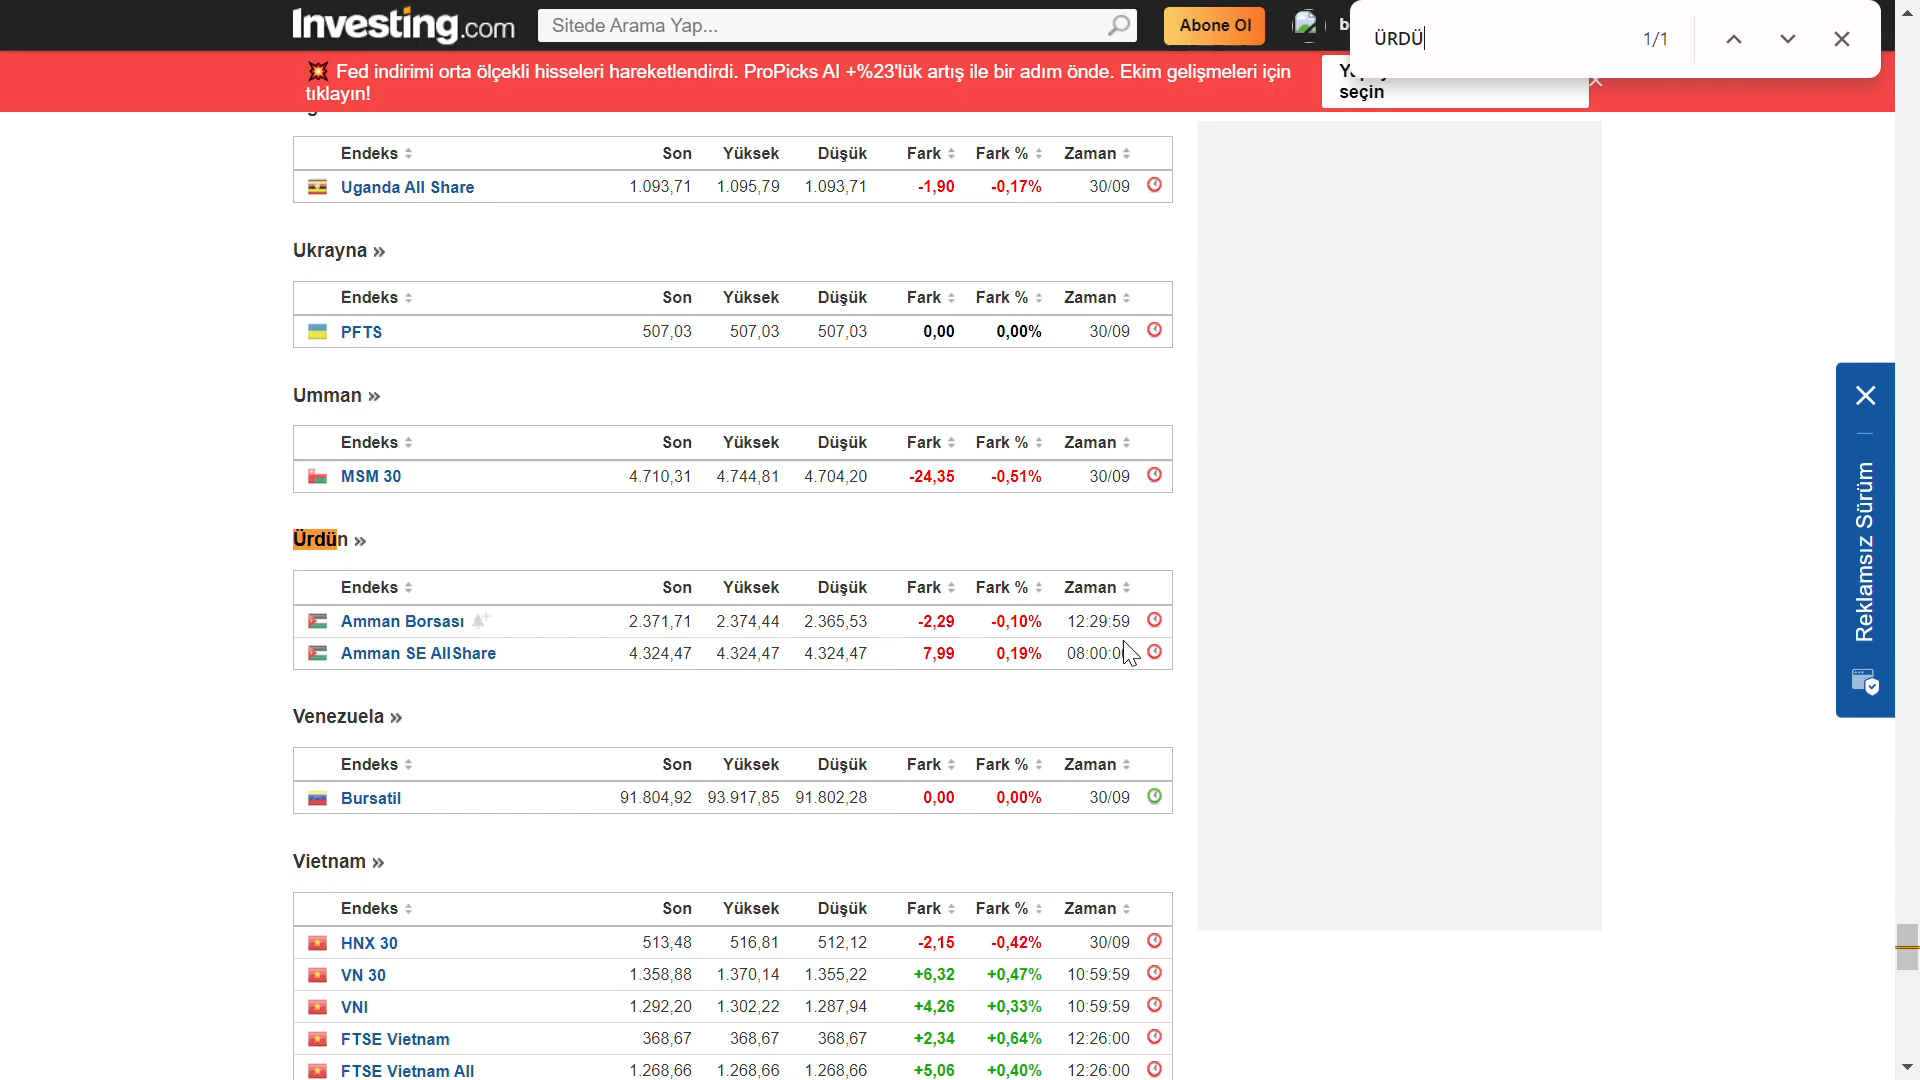 Investing.com
Sitede Arama Yap...
Abone Ol
ÜRDÜ
1/1
💥 Fed indirimi orta ölçekli hisseleri hareketlendirdi. ProPicks AI +%23'lük artış ile bir adım önde. Ekim gelişmeleri için
tıklayın!
seçin
Endeks Son Yüksek Düşük Fark Fark % Zaman
Uganda All Share 1.093,71 1.095,79 1.093,71 -1,90 -0,17% 30/09
Ukrayna »
Endeks Son Yüksek Düşük Fark Fark % Zaman
PFTS 507,03 507,03 507,03 0,00 0,00% 30/09
Umman »
Endeks Son Yüksek Düşük Fark Fark % Zaman
MSM 30 4.710,31 4.744,81 4.704,20 -24,35 -0,51% 30/09
Ürdün »
Endeks Son Yüksek Düşük Fark Fark % Zaman
Amman Borsası 2.371,71 2.374,44 2.365,53 -2,29 -0,10% 12:29:59
Amman SE AllShare 4.324,47 4.324,47 4.324,47 7,99 0,19% 08:00:0
Venezuela »
Endeks Son Yüksek Düşük Fark Fark % Zaman
Bursatil 91.804,92 93.917,85 91.802,28 0,00 0,00% 30/09
Vietnam »
Endeks Son Yüksek Düşük Fark Fark % Zaman
HNX 30 513,48 516,81 512,12 -2,15 -0,42% 30/09
VN 30 1.358,88 1.370,14 1.355,22 +6,32 +0,47% 10:59:59
VNI 1.292,20 1.302,22 1.287,94 +4,26 +0,33% 10:59:59
FTSE Vietnam 368,67 368,67 368,67 +2,34 +0,64% 12:26:00
FTSE Vietnam All 1.268,66 1.268,66 1.268,66 +5,06 +0,40% 12:26:00
Reklamsız Sürüm